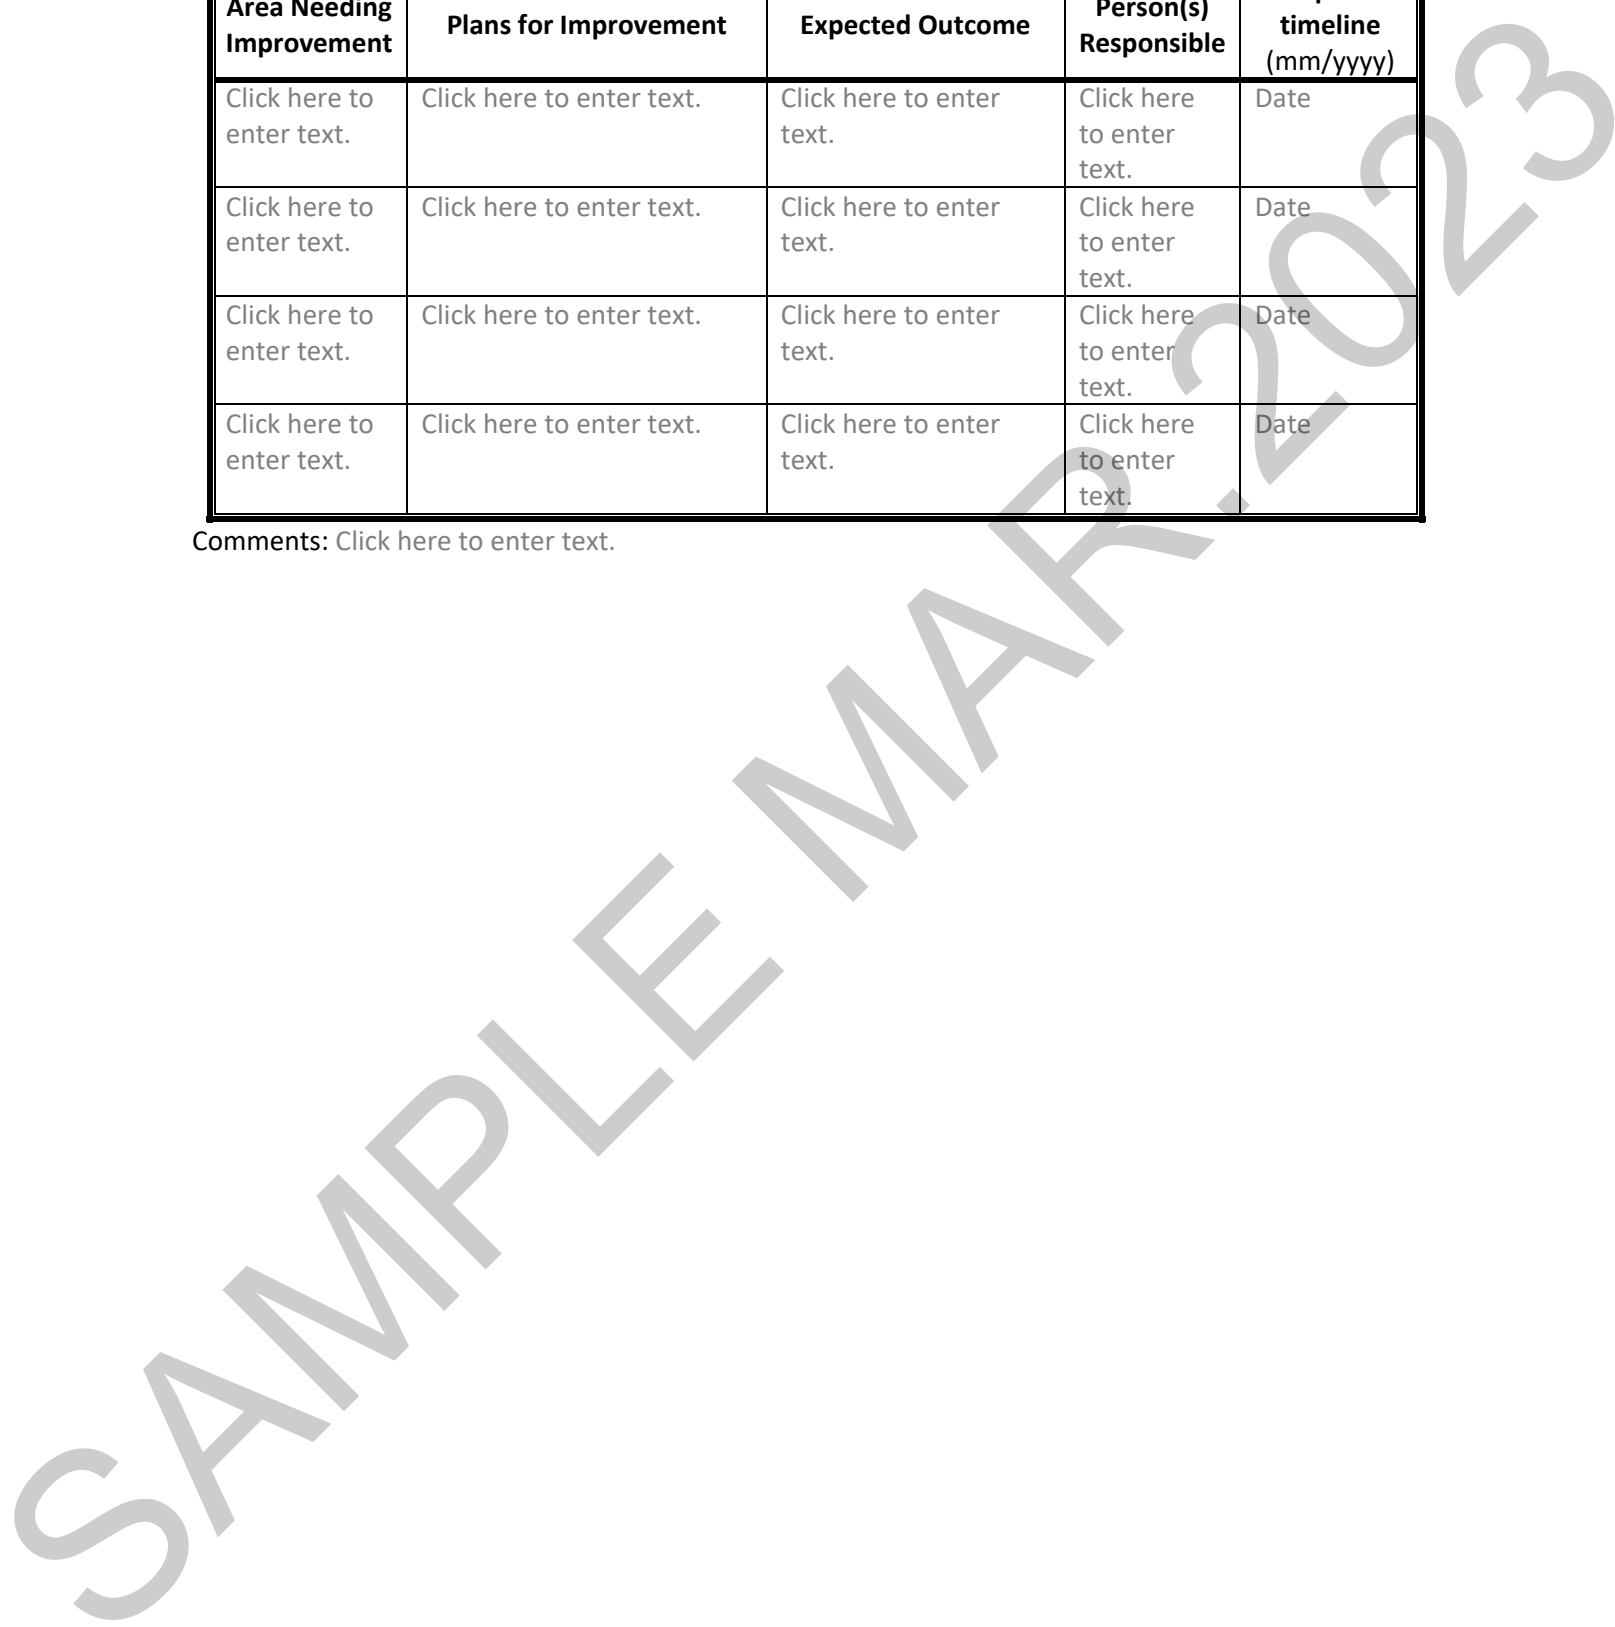 Area Needing Improvement | Plans for Improvement | Expected Outcome | Person(s) Responsible | timeline (mm/yyyy)
Click here to enter text. | Click here to enter text. | Click here to enter text. | Click here to enter text. | Date
Click here to enter text. | Click here to enter text. | Click here to enter text. | Click here to enter text. | Date
Click here to enter text. | Click here to enter text. | Click here to enter text. | Click here to enter text. | Date
Click here to enter text. | Click here to enter text. | Click here to enter text. | Click here to enter text. | Date
Comments: Click here to enter text.
SAMPLE MAR.2023